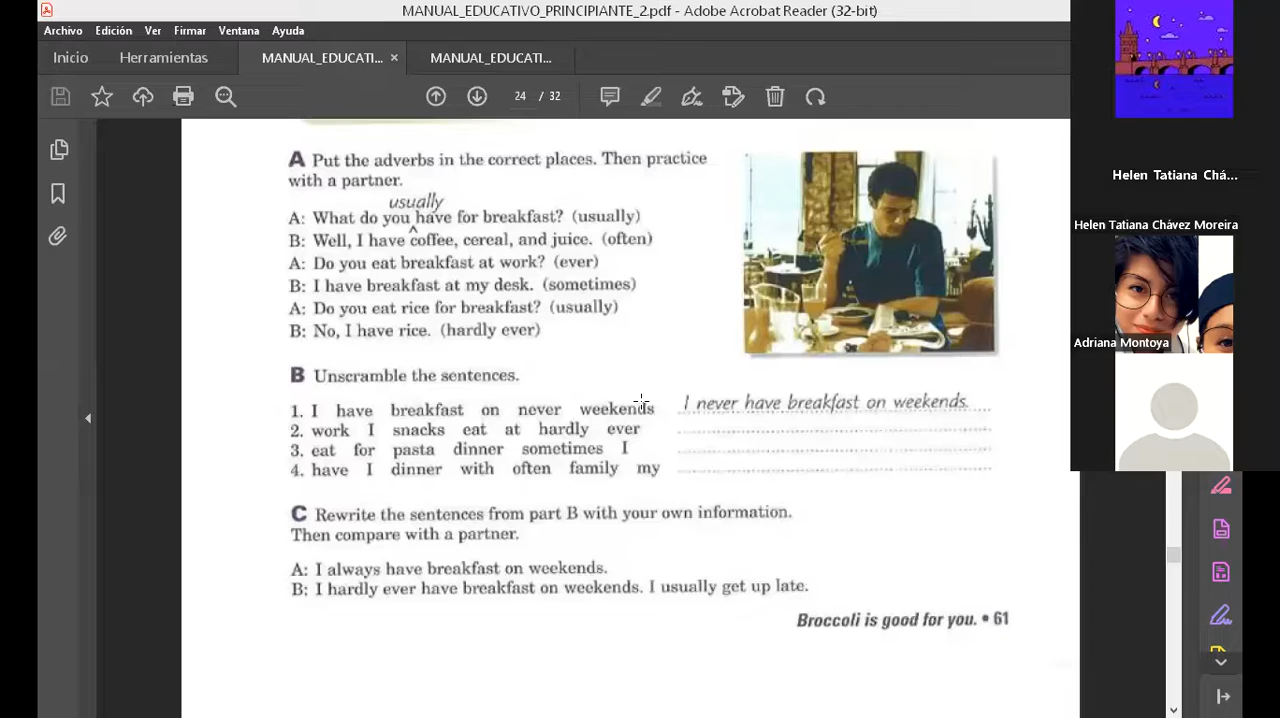 MANUAL_EDUCATIVO_PRINCIPIANTE_2.pdf - Adobe Acrobat Reader (32-bit)
Archivo Edición Ver Firmar Ventana Ayuda
Inicio Herramientas MANUAL_EDUCATI... × MANUAL_EDUCATI...
24 / 32
A Put the adverbs in the correct places. Then practice
with a partner.
usually
A: What do you have for breakfast? (usually)
B: Well, I have coffee, cereal, and juice. (often)
A: Do you eat breakfast at work? (ever)
B: I have breakfast at my desk. (sometimes)
A: Do you eat rice for breakfast? (usually)
B: No, I have rice. (hardly ever)
B Unscramble the sentences.
1. I have breakfast on never weekends I never have breakfast on weekends.
2. work I snacks eat at hardly ever
3. eat for pasta dinner sometimes I
4. have I dinner with often family my
C Rewrite the sentences from part B with your own information.
Then compare with a partner.
A: I always have breakfast on weekends.
B: I hardly ever have breakfast on weekends. I usually get up late.
Broccoli is good for you. • 61
Helen Tatiana Chá...
Helen Tatiana Chávez Moreira
Adriana Montoya